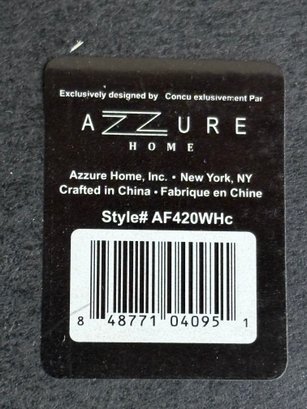 Exclusively designed by Concu exlusivement Par
AZZURE
HOME
Azzure Home, Inc. • New York, NY
Crafted in China • Fabrique en Chine
Style# AF420WHc
8 48771 04095 1